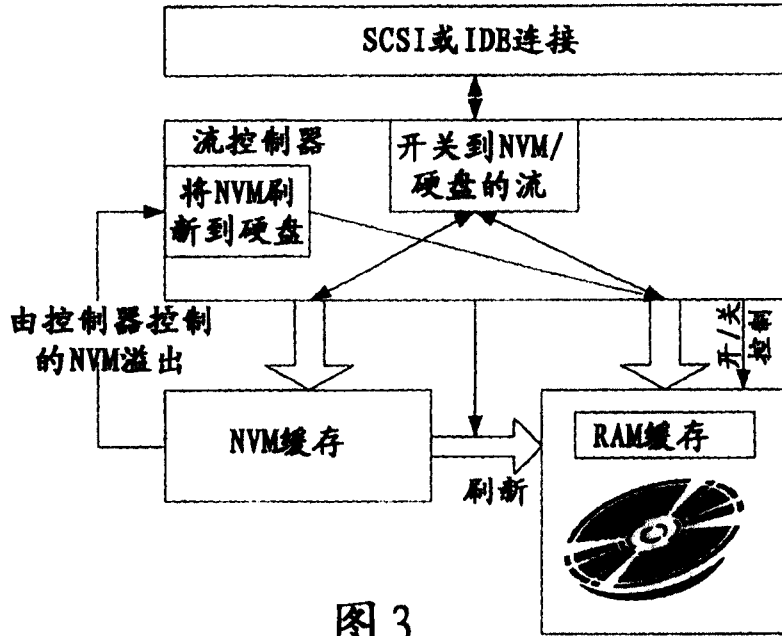 SCSI或IDE连接
流控制器
开关到NVM/
硬盘的流
将NVM刷
新到硬盘
由控制器控制
的NVM溢出
开/关
控制
NVM缓存
刷新
RAM缓存
图3